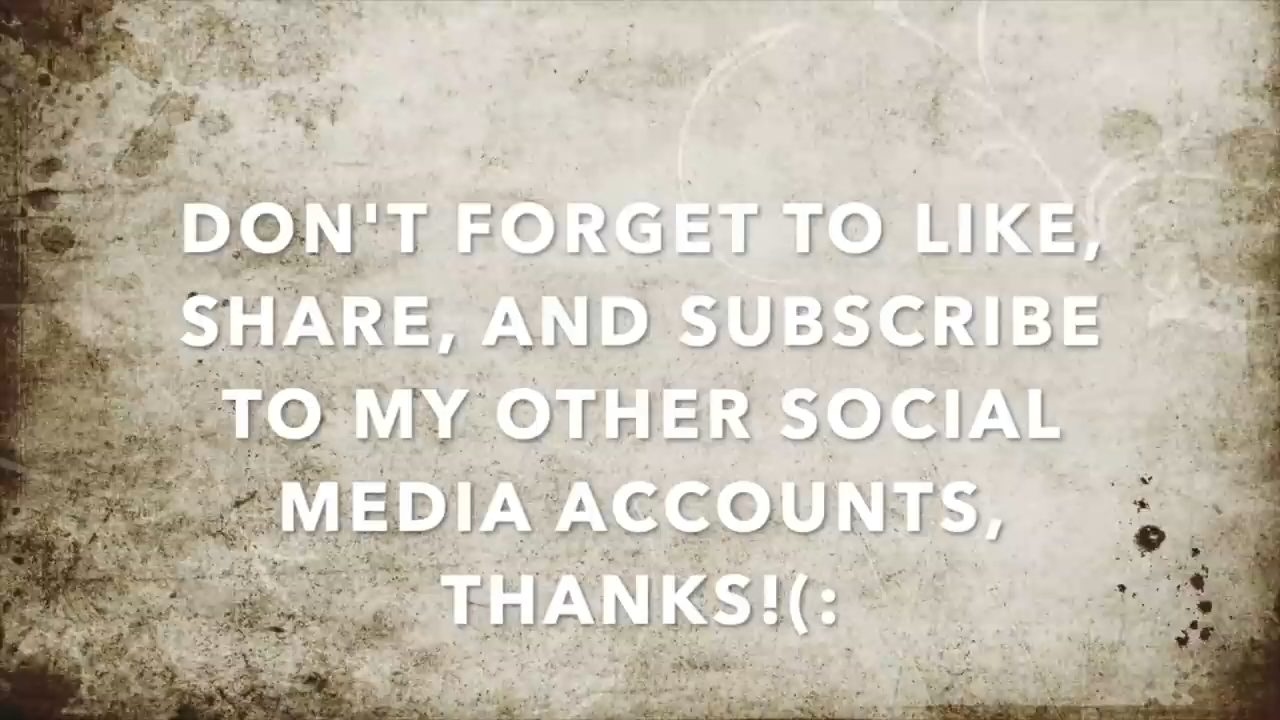 DON'T FORGET TO LIKE,
SHARE, AND SUBSCRIBE
TO MY OTHER SOCIAL
MEDIA ACCOUNTS,
THANKS!(: